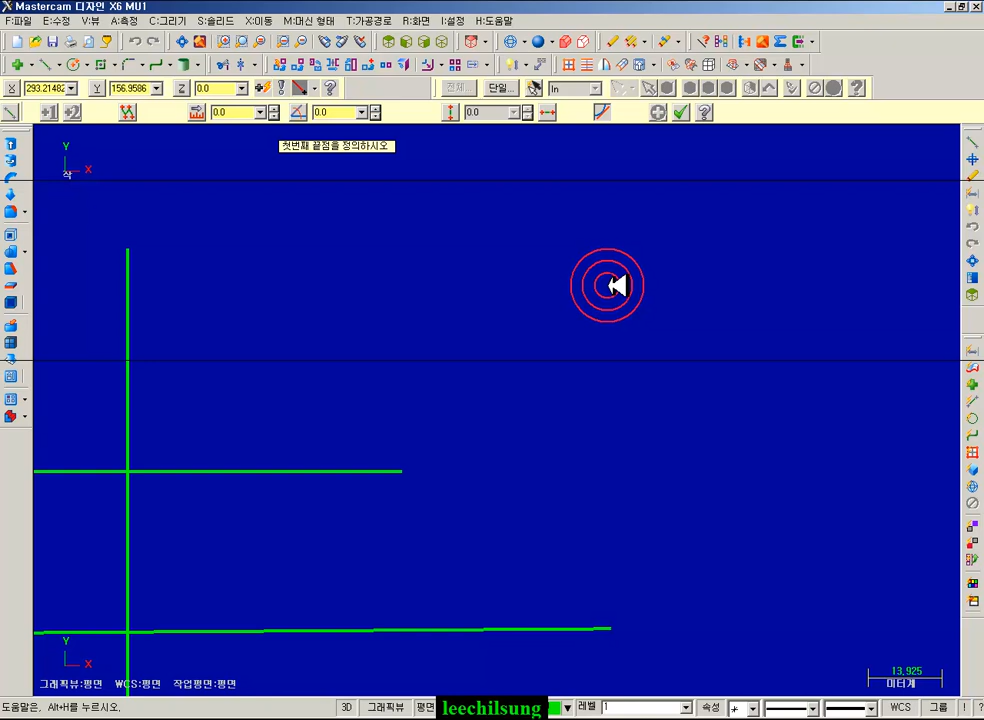 Mastercam 디자인 X6 MU1
F:파일 E:수정 V:뷰 A:측정 C:그리기 S:솔리드 X:이동 M:머신 형태 T:가공경로 R:화면 I:설정 H:도움말
X 293.21482 Y 156.9586 Z 0.0 전체... 단일... In
+1 +2 0.0 0.0 0.0
첫번째 끝점을 정의하시오
Y
X
Y
X
그래픽뷰:평면 WCS:평면 작업평면:평면
13,925
미터계
도움말은, Alt+H를 누르시오. 3D 그래픽뷰 평면 leechilsung 레벨 1 속성 WCS 그룹 ! ?